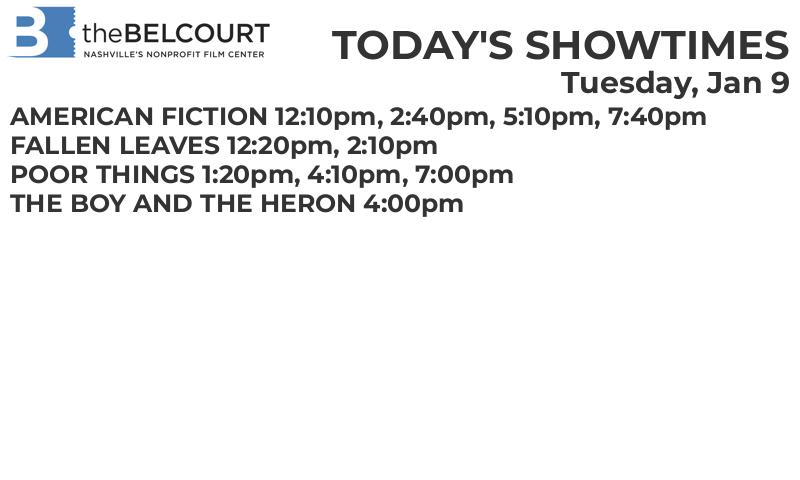 B theBELCOURT
NASHVILLE'S NONPROFIT FILM CENTER
TODAY'S SHOWTIMES
Tuesday, Jan 9
AMERICAN FICTION 12:10pm, 2:40pm, 5:10pm, 7:40pm
FALLEN LEAVES 12:20pm, 2:10pm
POOR THINGS 1:20pm, 4:10pm, 7:00pm
THE BOY AND THE HERON 4:00pm